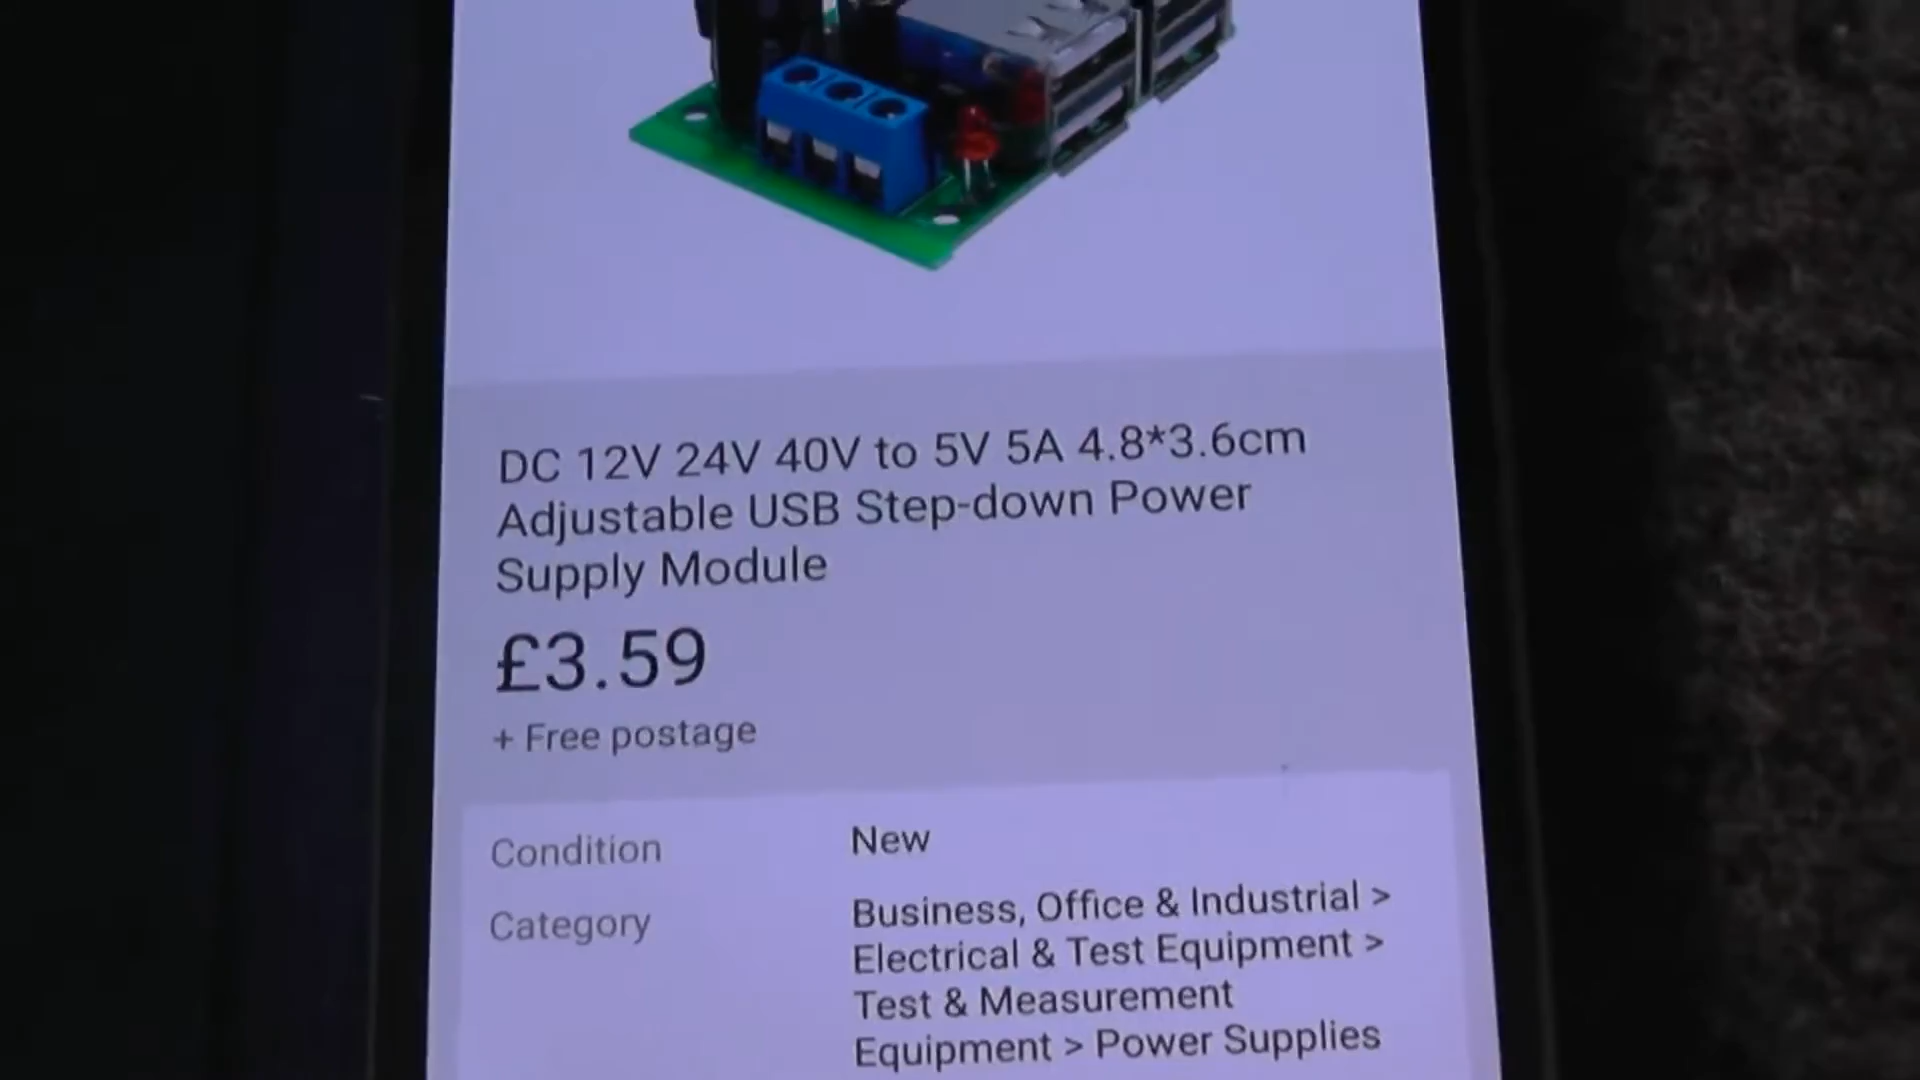 DC 12V 24V 40V to 5V 5A 4.8*3.6cm
Adjustable USB Step-down Power
Supply Module
£3.59
+ Free postage
Condition New
Category Business, Office & Industrial >
Electrical & Test Equipment >
Test & Measurement
Equipment > Power Supplies